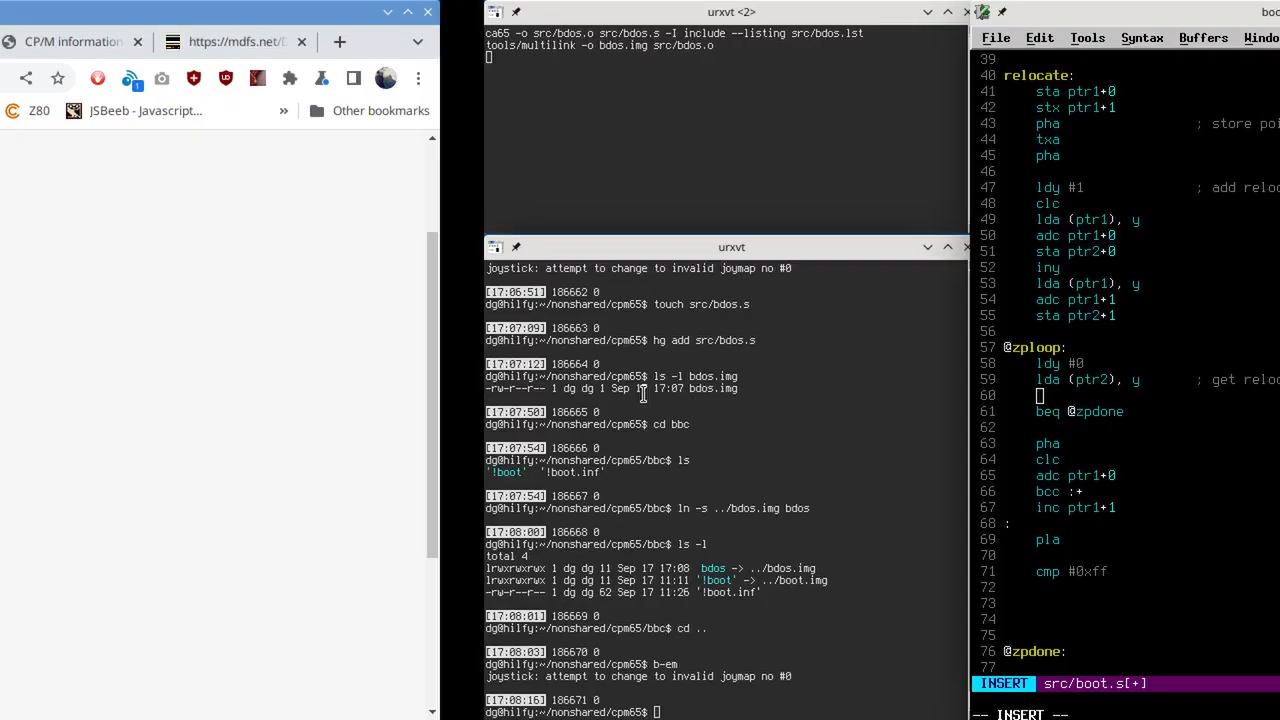 CP/M information
https://mdfs.net/D
Z80
JSBeeb - Javascript...
»
Other bookmarks
urxvt <2>
ca65 -o src/bdos.o src/bdos.s -I include --listing src/bdos.lst
tools/multilink -o bdos.img src/bdos.o
urxvt
joystick: attempt to change to invalid joymap no #0
[17:06:51] 186662 0
dg@hilfy:~/nonshared/cpm65$ touch src/bdos.s
[17:07:09] 186663 0
dg@hilfy:~/nonshared/cpm65$ hg add src/bdos.s
[17:07:12] 186664 0
dg@hilfy:~/nonshared/cpm65$ ls -l bdos.img
-rw-r--r-- 1 dg dg 1 Sep 17 17:07 bdos.img
[17:07:50] 186665 0
dg@hilfy:~/nonshared/cpm65$ cd bbc
[17:07:54] 186666 0
dg@hilfy:~/nonshared/cpm65/bbc$ ls
'!boot'  '!boot.inf'
[17:07:54] 186667 0
dg@hilfy:~/nonshared/cpm65/bbc$ ln -s ../bdos.img bdos
[17:08:00] 186668 0
dg@hilfy:~/nonshared/cpm65/bbc$ ls -l
total 4
lrwxrwxrwx 1 dg dg 11 Sep 17 17:08  bdos -> ../bdos.img
lrwxrwxrwx 1 dg dg 11 Sep 17 11:11 '!boot' -> ../boot.img
-rw-r--r-- 1 dg dg 62 Sep 17 11:26 '!boot.inf'
[17:08:01] 186669 0
dg@hilfy:~/nonshared/cpm65/bbc$ cd ..
[17:08:03] 186670 0
dg@hilfy:~/nonshared/cpm65$ b-em
joystick: attempt to change to invalid joymap no #0
[17:08:16] 186671 0
dg@hilfy:~/nonshared/cpm65$
boo
File Edit Tools Syntax Buffers Windo
39
40 relocate:
41 sta ptr1+0
42 stx ptr1+1
43 pha ; store poi
44 txa
45 pha
46
47 ldy #1 ; add reloc
48 clc
49 lda (ptr1), y
50 adc ptr1+0
51 sta ptr2+0
52 iny
53 lda (ptr1), y
54 adc ptr1+1
55 sta ptr2+1
56
57 @zploop:
58 ldy #0
59 lda (ptr2), y ; get reloc
60
61 beq @zpdone
62
63 pha
64 clc
65 adc ptr1+0
66 bcc :+
67 inc ptr1+1
68 :
69 pla
70
71 cmp #0xff
72
73
74
75
76 @zpdone:
77
INSERT src/boot.s[+]
-- INSERT --